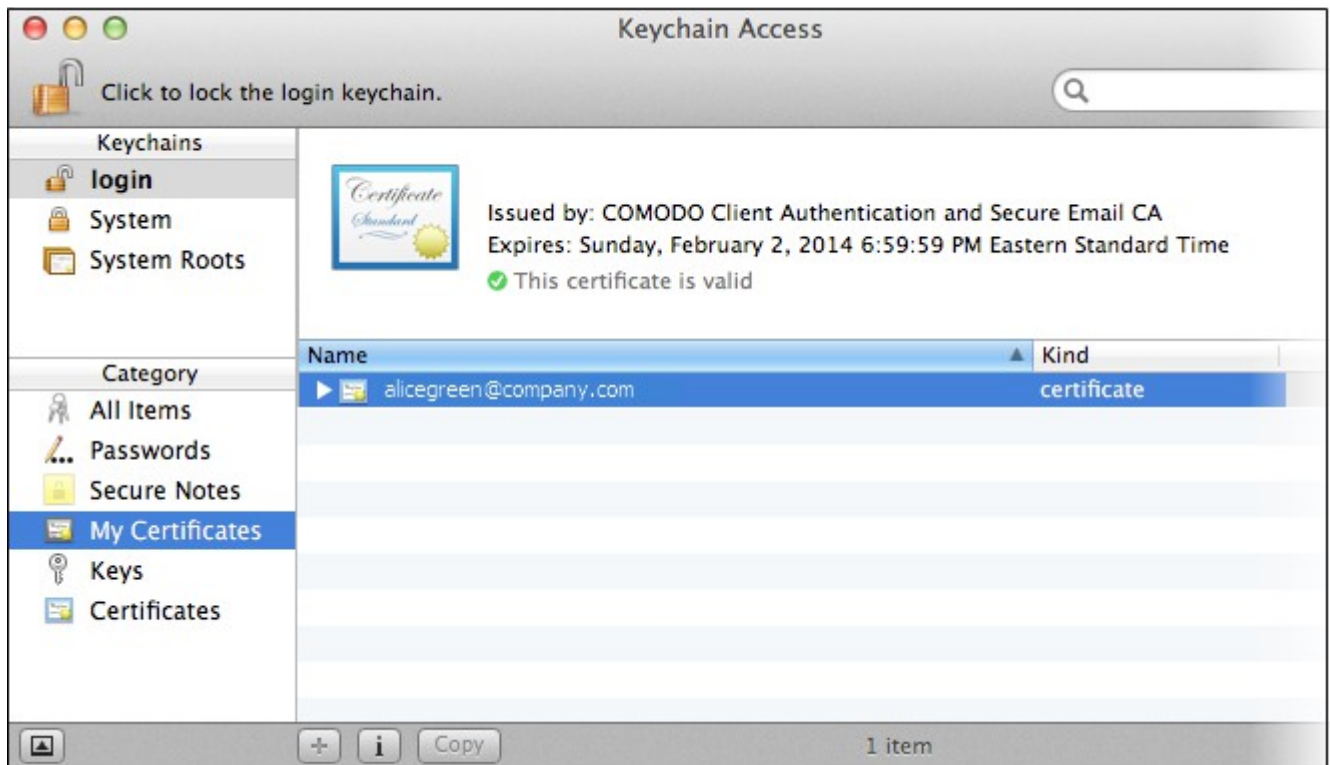 Keychain Access
Click to lock the login keychain.
Keychains
login
System
System Roots
Certificate
Standard
Issued by: COMODO Client Authentication and Secure Email CA
Expires: Sunday, February 2, 2014 6:59:59 PM Eastern Standard Time
This certificate is valid
Name Kind
alicegreen@company.com certificate
Category
All Items
Passwords
Secure Notes
My Certificates
Keys
Certificates
+ i Copy 1 item